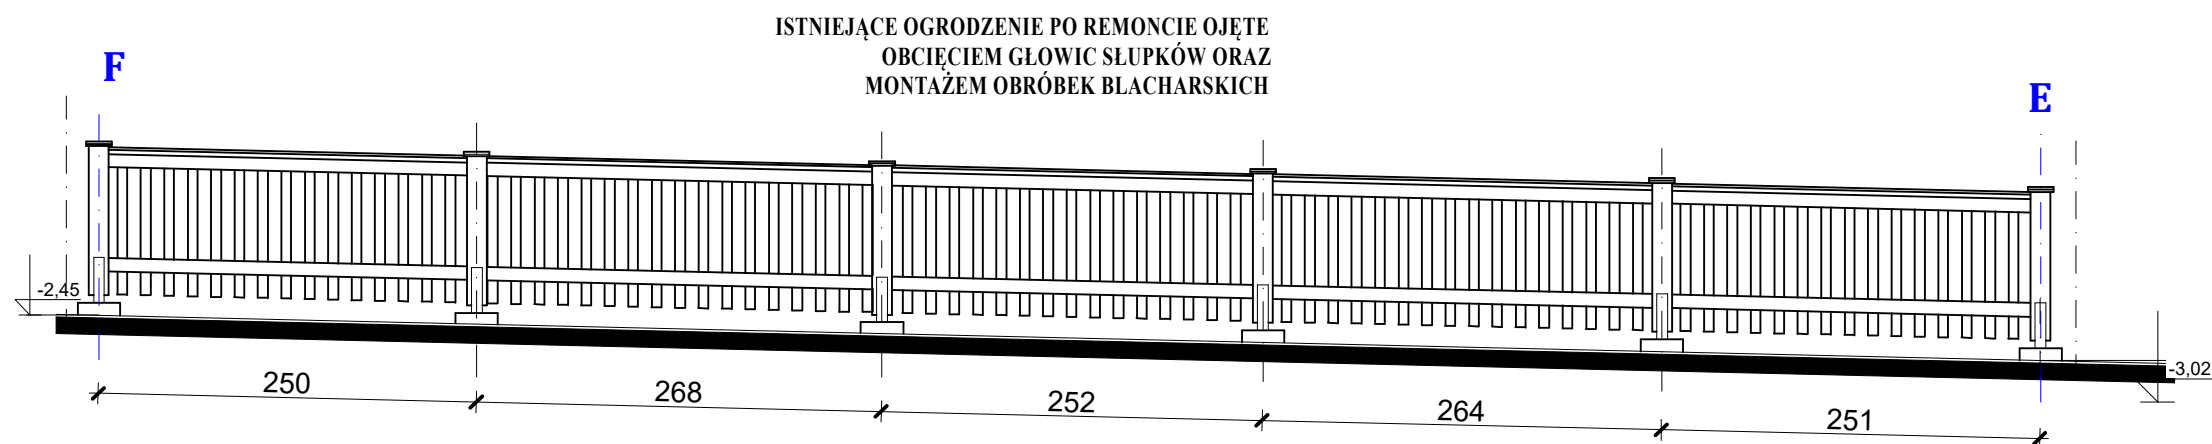 ISTNIEJĄCE OGRODZENIE PO REMONCIE OJĘTE
OBCIĘCIEM GŁOWIC SŁUPKÓW ORAZ
MONTAŻEM OBRÓBEK BLACHARSKICH
F
E
-2,45
-3,02
250
268
252
264
251